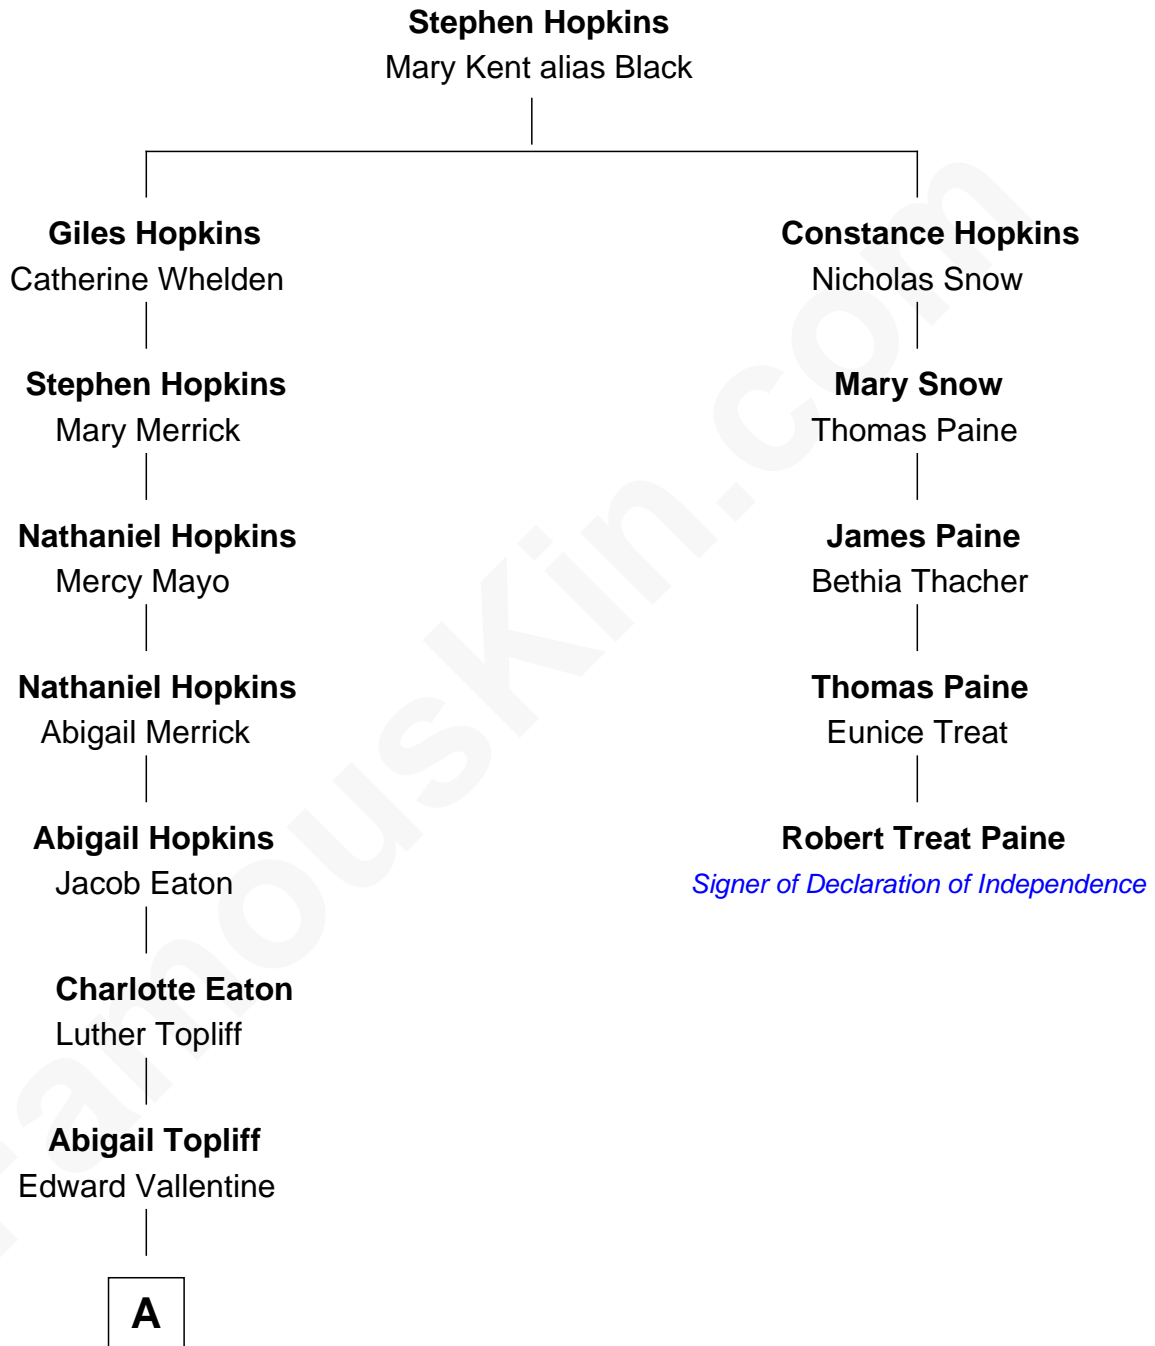 Stephen Hopkins
Mary Kent alias Black
Giles Hopkins
Catherine Whelden
Constance Hopkins
Nicholas Snow
Stephen Hopkins
Mary Merrick
Mary Snow
Thomas Paine
Nathaniel Hopkins
Mercy Mayo
James Paine
Bethia Thacher
Nathaniel Hopkins
Abigail Merrick
Thomas Paine
Eunice Treat
Abigail Hopkins
Jacob Eaton
Robert Treat Paine
Signer of Declaration of Independence
Charlotte Eaton
Luther Topliff
Abigail Topliff
Edward Vallentine
A
FamousKin.com